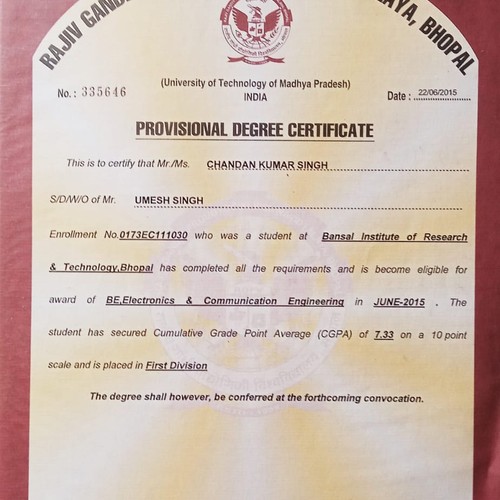 RAJIV GAND AYA, BHOPAL
(University of Technology of Madhya Pradesh)
INDIA
No. : 335646
Date : 22/06/2015
PROVISIONAL DEGREE CERTIFICATE
This is to certify that Mr./Ms. CHANDAN KUMAR SINGH
S/D/W/O of Mr. UMESH SINGH
Enrollment No.0173EC111030 who was a student at Bansal Institute of Research
& Technology,Bhopal has completed all the requirements and is become eligible for
award of BE,Electronics & Communication Engineering in JUNE-2015 . The
student has secured Cumulative Grade Point Average (CGPA) of 7.33 on a 10 point
scale and is placed in First Division
The degree shall however, be conferred at the forthcoming convocation.